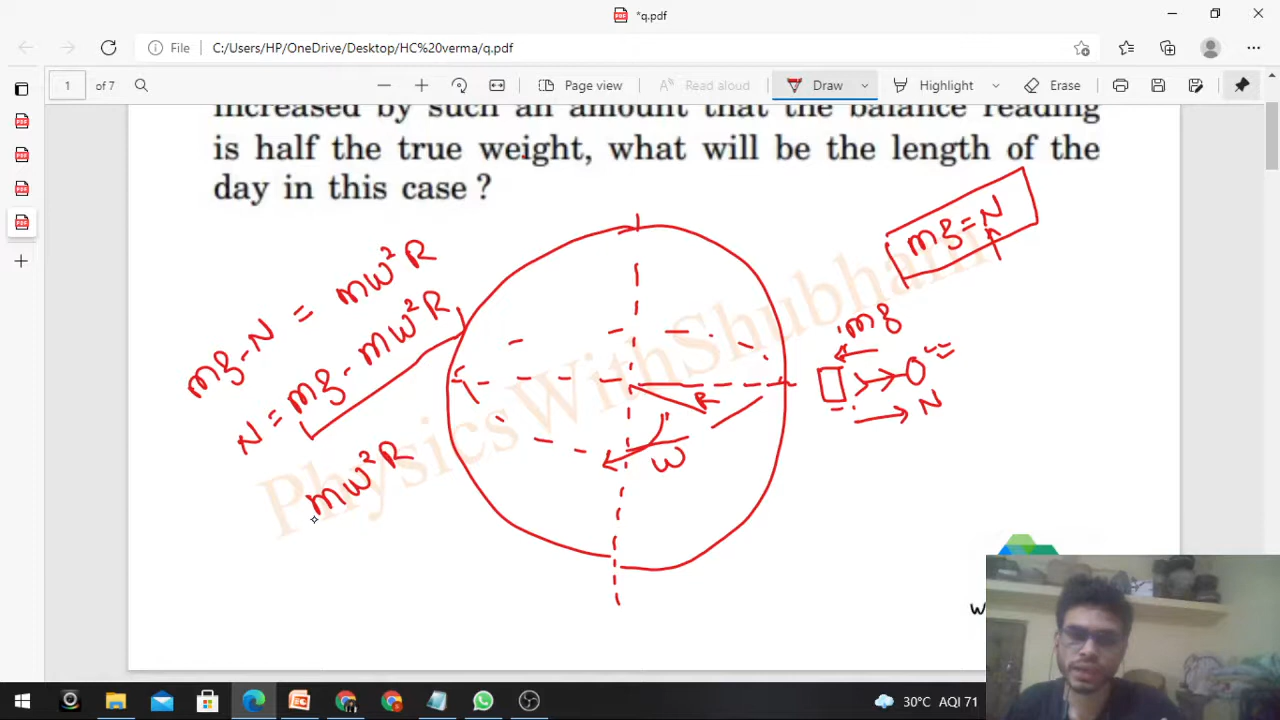 *q.pdf
File C:/Users/HP/OneDrive/Desktop/HC%20verma/q.pdf
1 of 7 Page view Read aloud Draw Highlight Erase
increased by such an amount that the balance reading
is half the true weight, what will be the length of the
day in this case ?
mg=N
mg-N = mω²R
N = mg - mω²R
mω²R
mg
N
R
ω
PhysicsWithShubham
W
30°C AQI 71